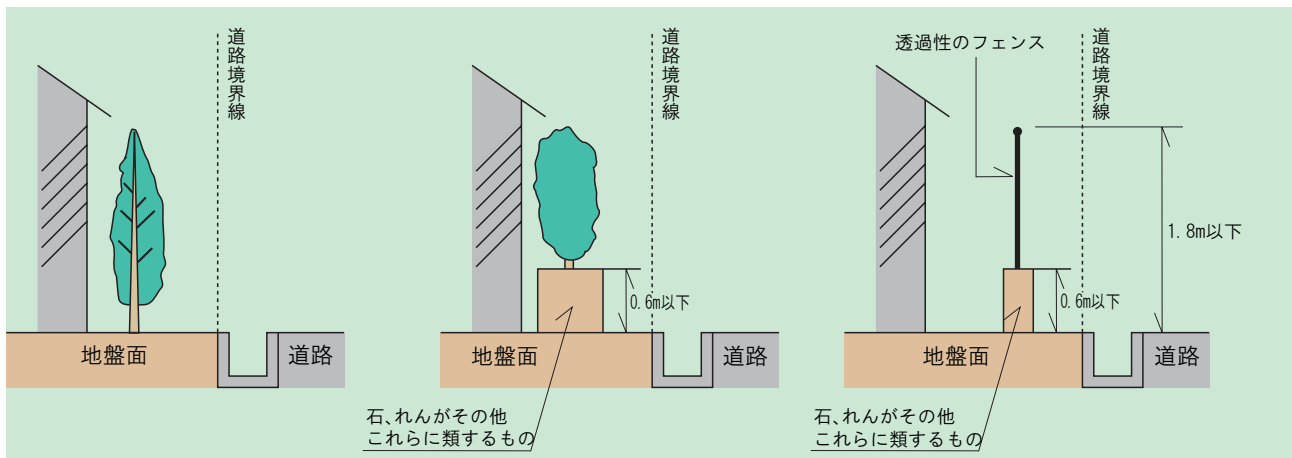 道路境界線
地盤面
道路
道路境界線
0.6m以下
地盤面
道路
石、れんがその他
これらに類するもの
透過性のフェンス
道路境界線
1.8m以下
0.6m以下
地盤面
道路
石、れんがその他
これらに類するもの